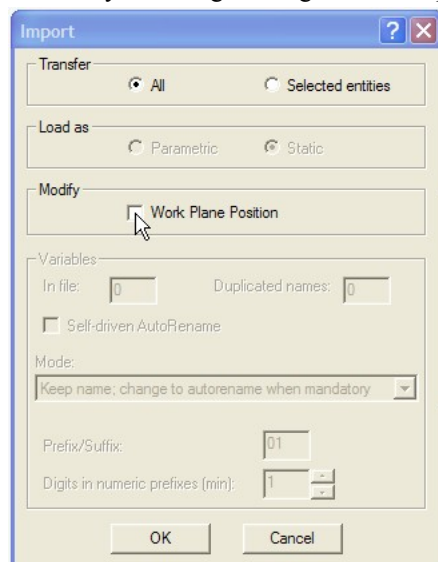 Import
Transfer
All Selected entities
Load as
Parametric Static
Modify
Work Plane Position
Variables
In file: 0 Duplicated names: 0
Self-driven AutoRename
Mode:
Keep name; change to autorename when mandatory
Prefix/Suffix: 01
Digits in numeric prefixes (min): 1
OK Cancel